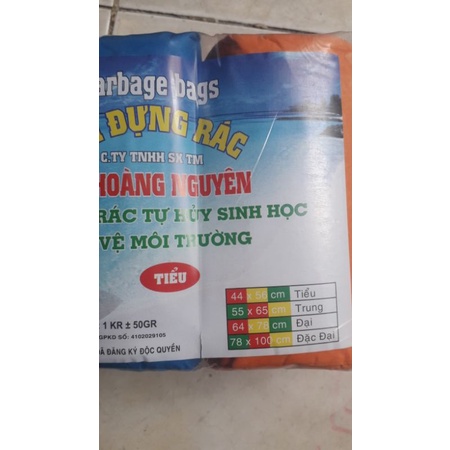 arbage bags
ĐỰNG RÁC
C.TY TNHH SX TM
HOÀNG NGUYÊN
RÁC TỰ HỦY SINH HỌC
VỆ MÔI TRƯỜNG
TIỂU
44 x 56 cm Tiểu
55 x 65 cm Trung
64 x 78 cm Đại
78 x 100 cm Đặc Đại
1 KR ± 50GR
GPKD SỐ: 4102029105
ĐÃ ĐĂNG KÝ ĐỘC QUYỀN